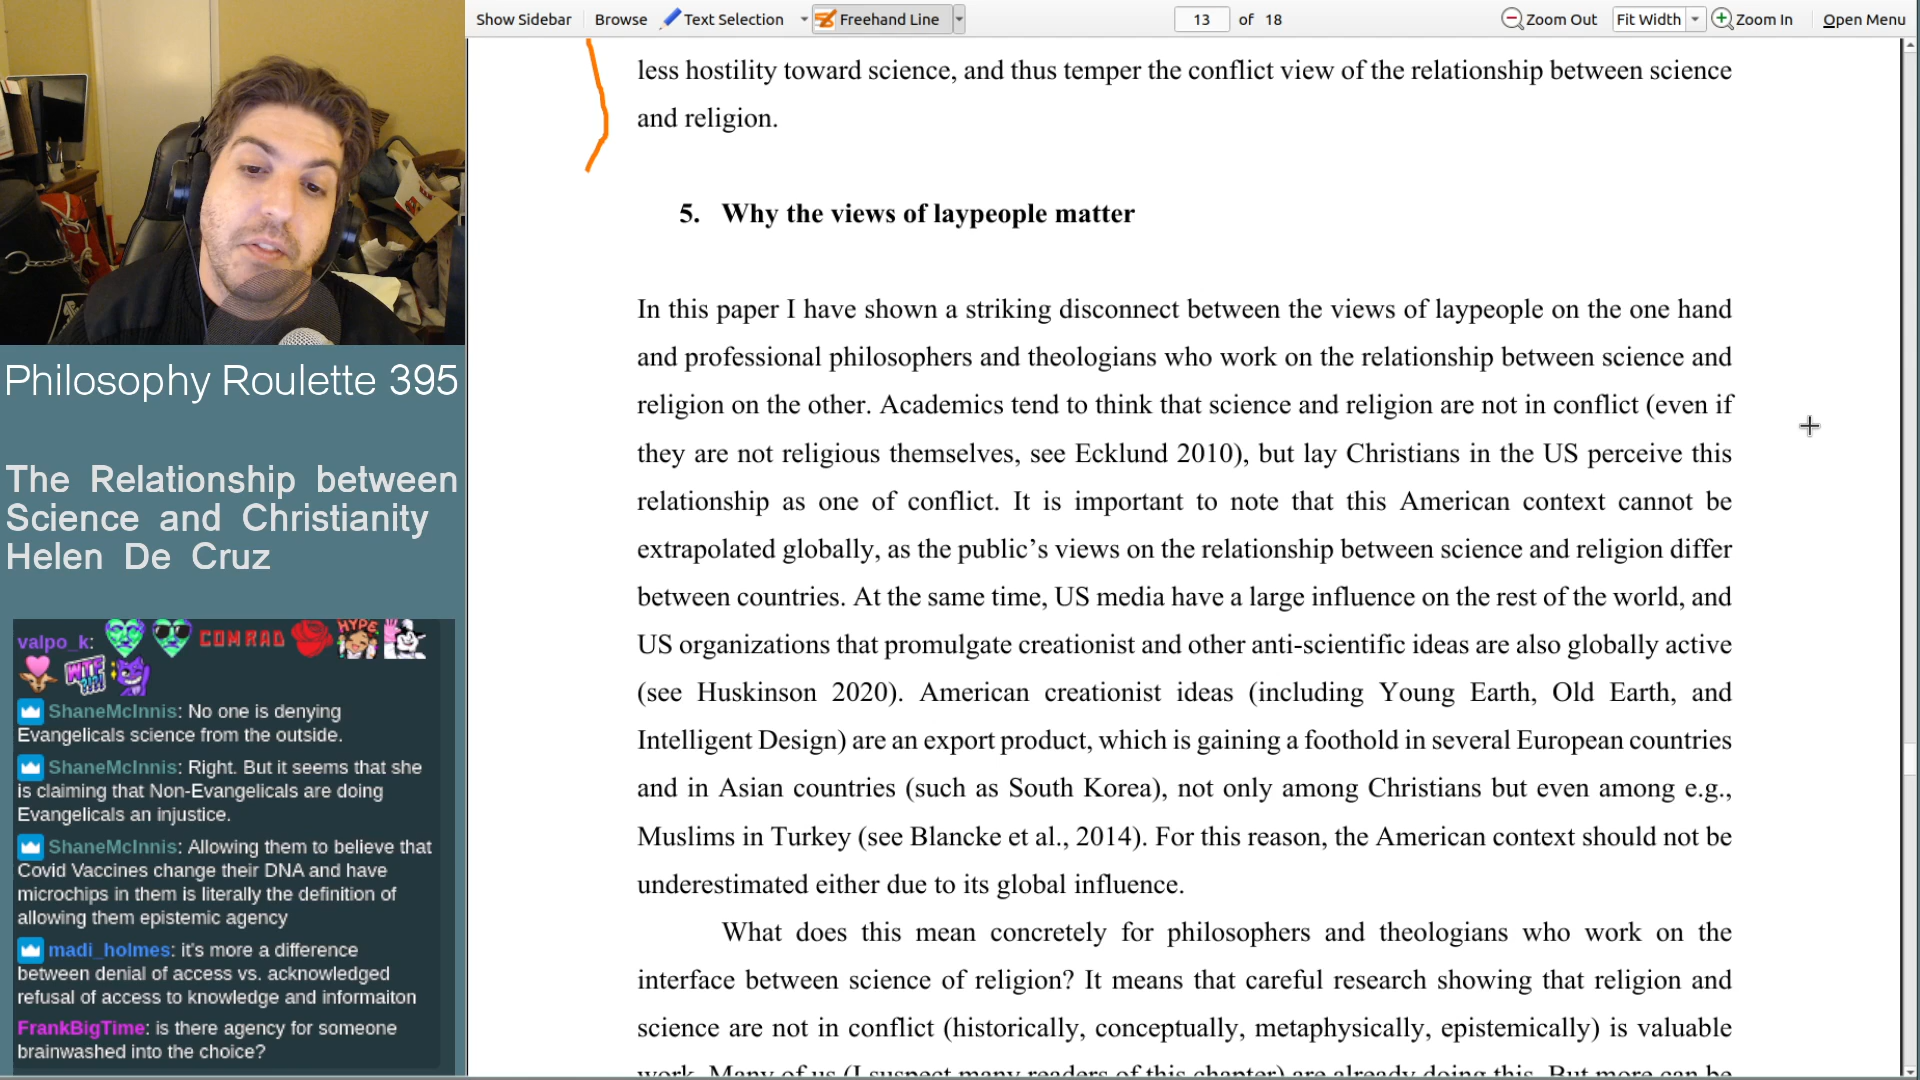 Show Sidebar Browse Text Selection Freehand Line 13 of 18 Zoom Out Fit Width Zoom In Open Menu
less hostility toward science, and thus temper the conflict view of the relationship between science
and religion.
5. Why the views of laypeople matter
In this paper I have shown a striking disconnect between the views of laypeople on the one hand
and professional philosophers and theologians who work on the relationship between science and
religion on the other. Academics tend to think that science and religion are not in conflict (even if
they are not religious themselves, see Ecklund 2010), but lay Christians in the US perceive this
relationship as one of conflict. It is important to note that this American context cannot be
extrapolated globally, as the public’s views on the relationship between science and religion differ
between countries. At the same time, US media have a large influence on the rest of the world, and
US organizations that promulgate creationist and other anti-scientific ideas are also globally active
(see Huskinson 2020). American creationist ideas (including Young Earth, Old Earth, and
Intelligent Design) are an export product, which is gaining a foothold in several European countries
and in Asian countries (such as South Korea), not only among Christians but even among e.g.,
Muslims in Turkey (see Blancke et al., 2014). For this reason, the American context should not be
underestimated either due to its global influence.
What does this mean concretely for philosophers and theologians who work on the
interface between science of religion? It means that careful research showing that religion and
science are not in conflict (historically, conceptually, metaphysically, epistemically) is valuable
work. Many of us (I suspect many readers of this chapter) are already doing this. But more can be
Philosophy Roulette 395
The Relationship between
Science and Christianity
Helen De Cruz
valpo_k: COMRAD HYPE
WTF
ShaneMcInnis: No one is denying
Evangelicals science from the outside.
ShaneMcInnis: Right. But it seems that she
is claiming that Non-Evangelicals are doing
Evangelicals an injustice.
ShaneMcInnis: Allowing them to believe that
Covid Vaccines change their DNA and have
microchips in them is literally the definition of
allowing them epistemic agency
madi_holmes: it's more a difference
between denial of access vs. acknowledged
refusal of access to knowledge and informaiton
FrankBigTime: is there agency for someone
brainwashed into the choice?